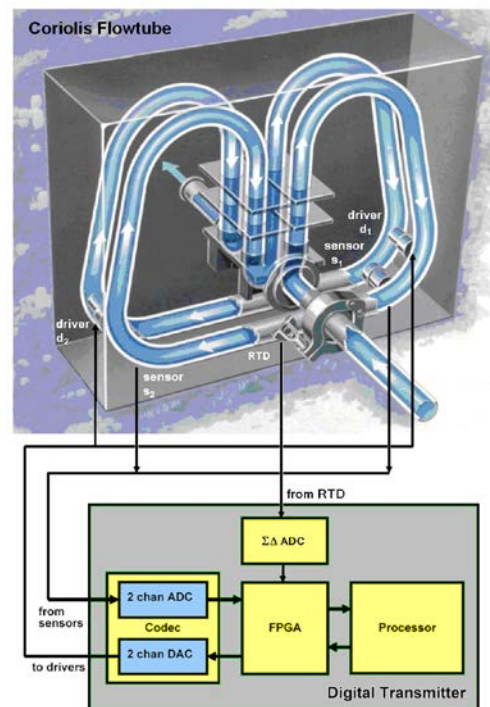 Coriolis Flowtube
driver
d₁
sensor
s₁
driver
d₂
RTD
sensor
s₂
from RTD
ΣΔ ADC
2 chan ADC
from
sensors
Codec
FPGA
Processor
2 chan DAC
to drivers
Digital Transmitter